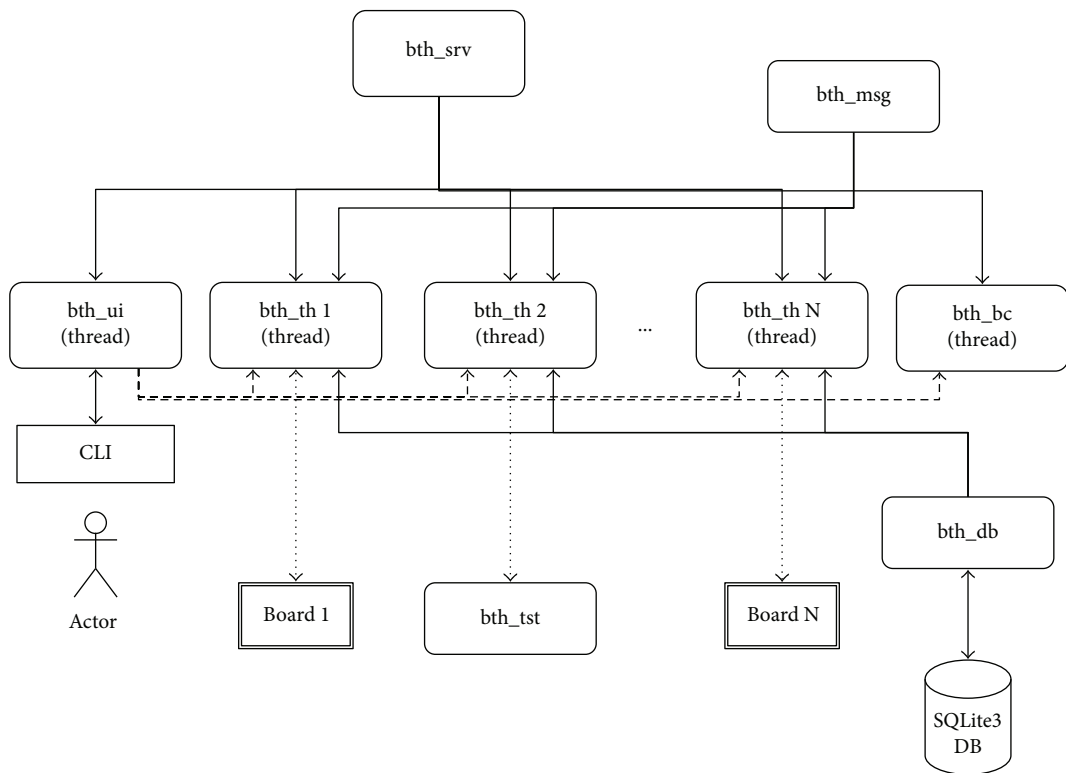 bth_srv
bth_msg
bth_ui
(thread)
bth_th 1
(thread)
bth_th 2
(thread)
...
bth_th N
(thread)
bth_bc
(thread)
CLI
Actor
Board 1
bth_tst
Board N
bth_db
SQLite3
DB